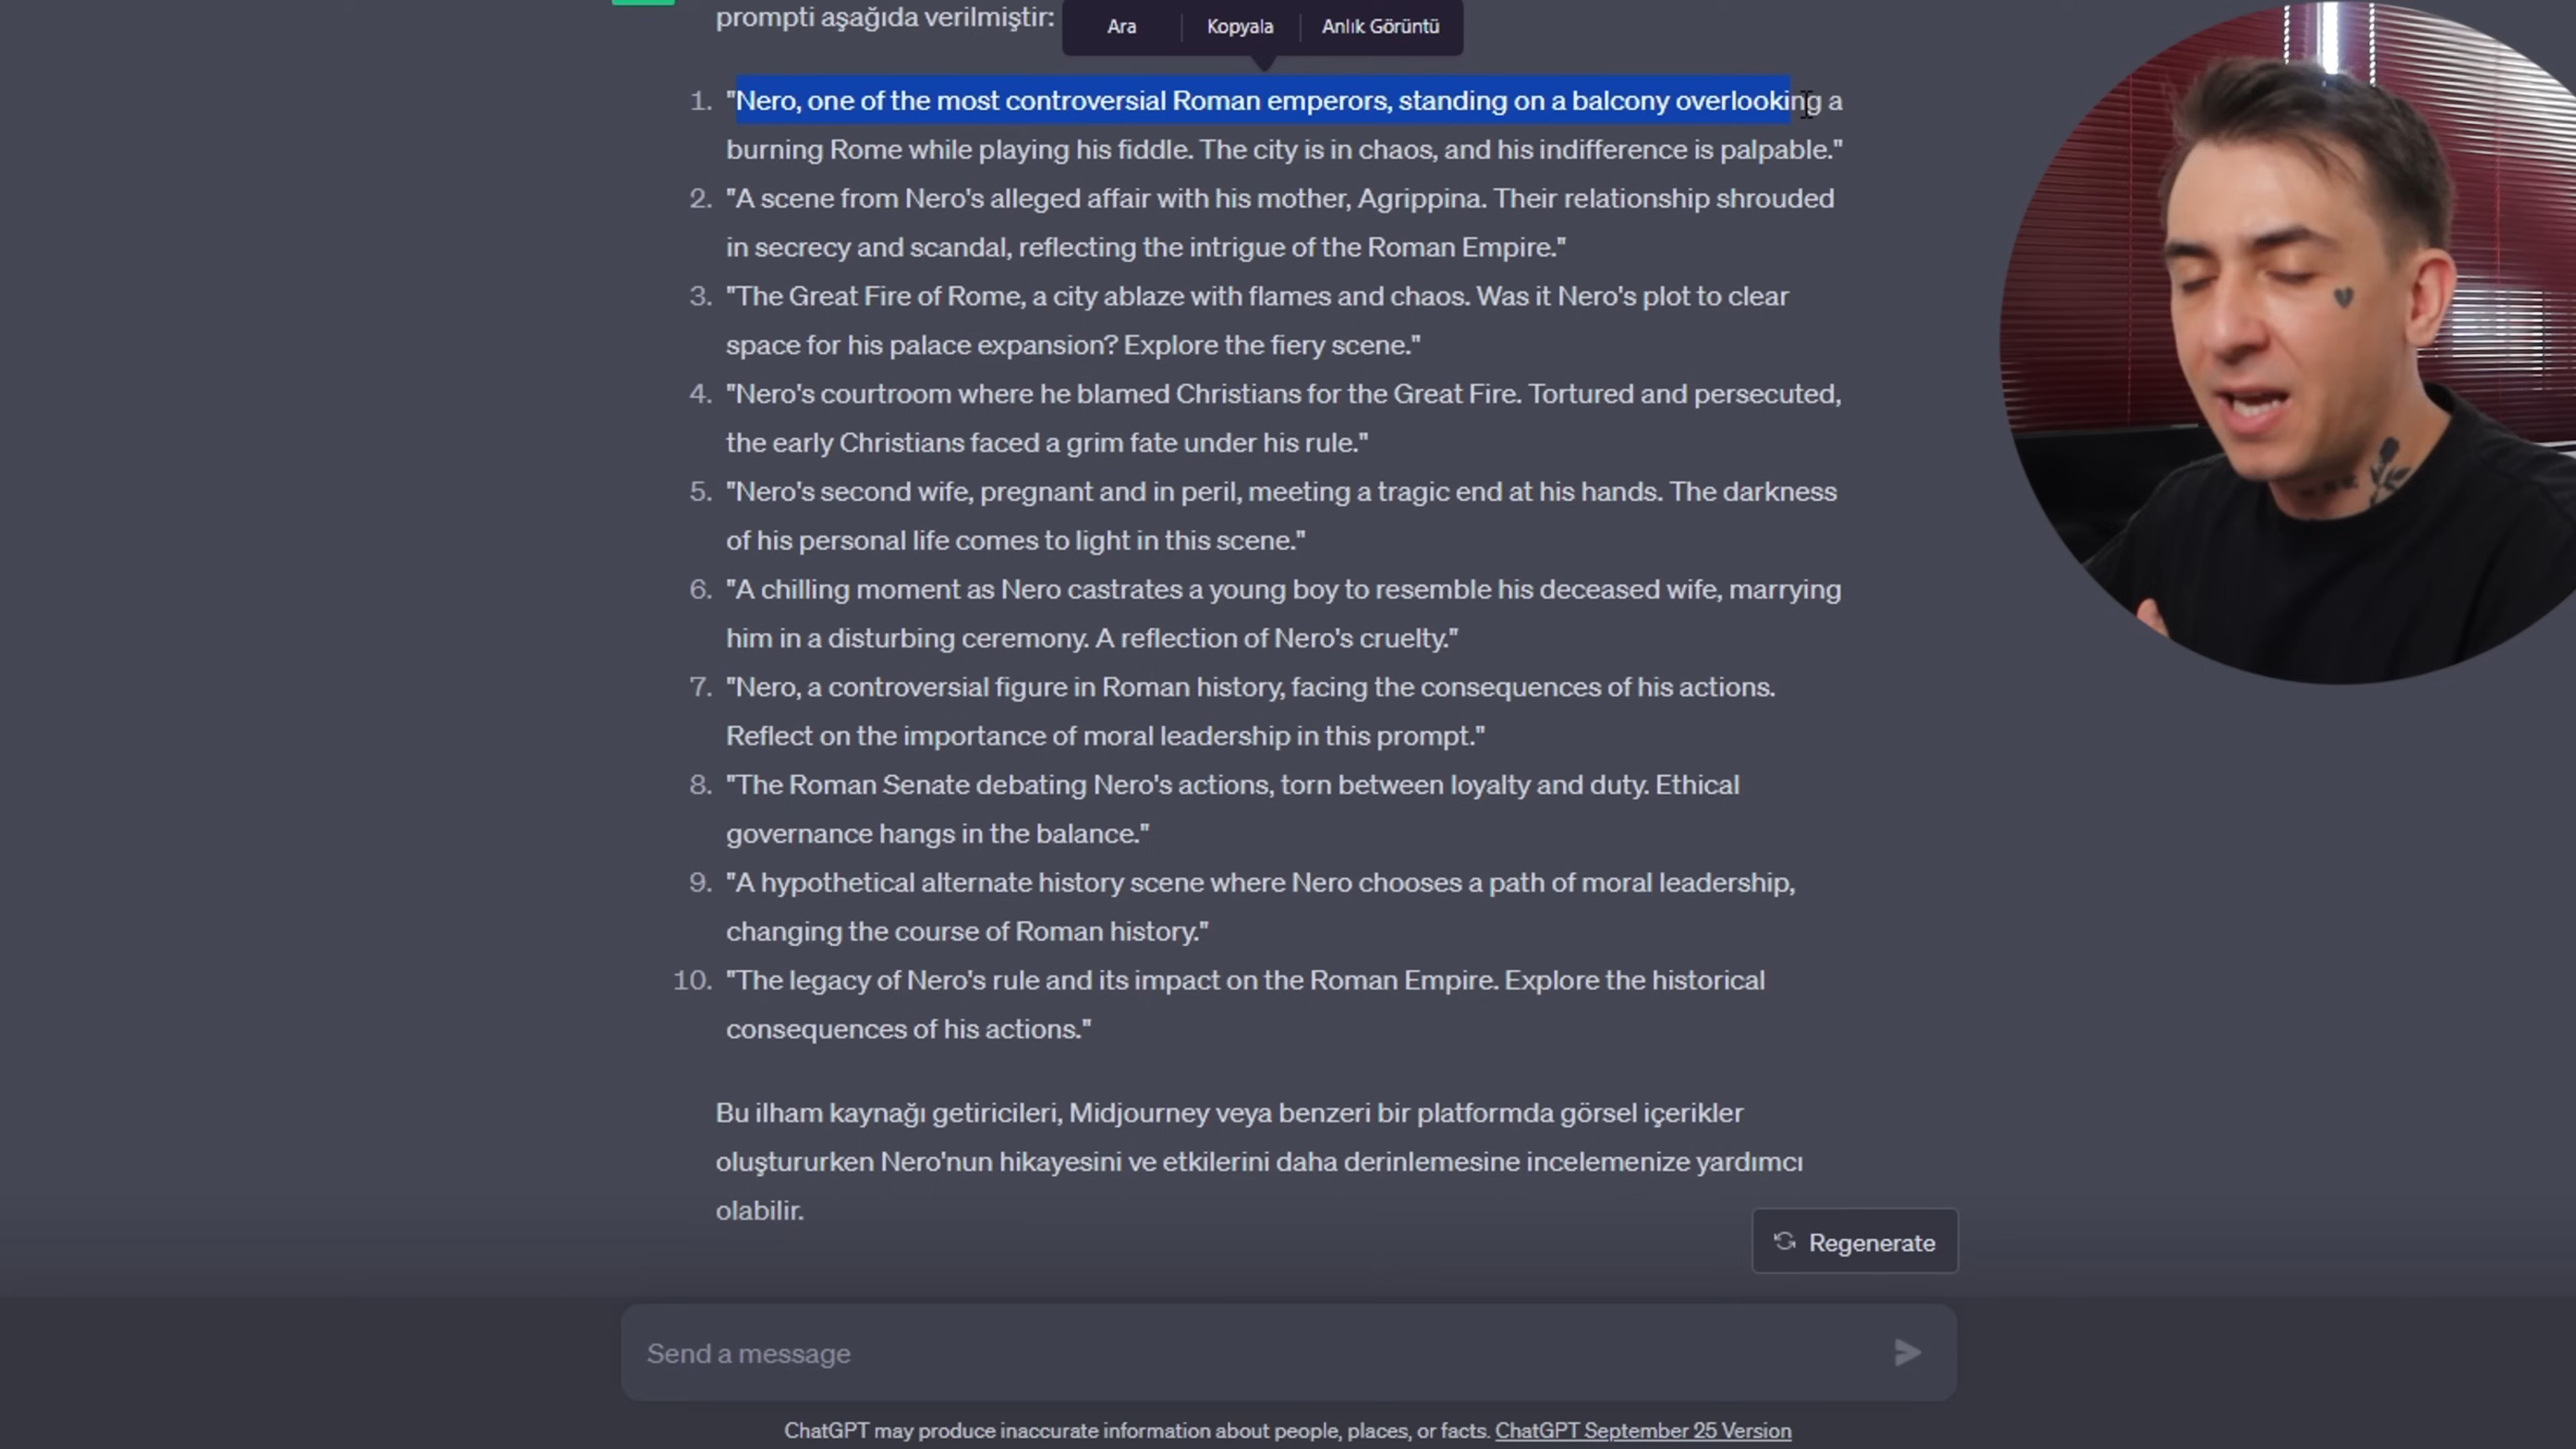 prompti aşağıda verilmiştir:
Ara Kopyala Anlık Görüntü
1. "Nero, one of the most controversial Roman emperors, standing on a balcony overlooking a
burning Rome while playing his fiddle. The city is in chaos, and his indifference is palpable."
2. "A scene from Nero's alleged affair with his mother, Agrippina. Their relationship shrouded
in secrecy and scandal, reflecting the intrigue of the Roman Empire."
3. "The Great Fire of Rome, a city ablaze with flames and chaos. Was it Nero's plot to clear
space for his palace expansion? Explore the fiery scene."
4. "Nero's courtroom where he blamed Christians for the Great Fire. Tortured and persecuted,
the early Christians faced a grim fate under his rule."
5. "Nero's second wife, pregnant and in peril, meeting a tragic end at his hands. The darkness
of his personal life comes to light in this scene."
6. "A chilling moment as Nero castrates a young boy to resemble his deceased wife, marrying
him in a disturbing ceremony. A reflection of Nero's cruelty."
7. "Nero, a controversial figure in Roman history, facing the consequences of his actions.
Reflect on the importance of moral leadership in this prompt."
8. "The Roman Senate debating Nero's actions, torn between loyalty and duty. Ethical
governance hangs in the balance."
9. "A hypothetical alternate history scene where Nero chooses a path of moral leadership,
changing the course of Roman history."
10. "The legacy of Nero's rule and its impact on the Roman Empire. Explore the historical
consequences of his actions."
Bu ilham kaynağı getiricileri, Midjourney veya benzeri bir platformda görsel içerikler
oluştururken Nero'nun hikayesini ve etkilerini daha derinlemesine incelemenize yardımcı
olabilir.
Regenerate
Send a message
ChatGPT may produce inaccurate information about people, places, or facts. ChatGPT September 25 Version